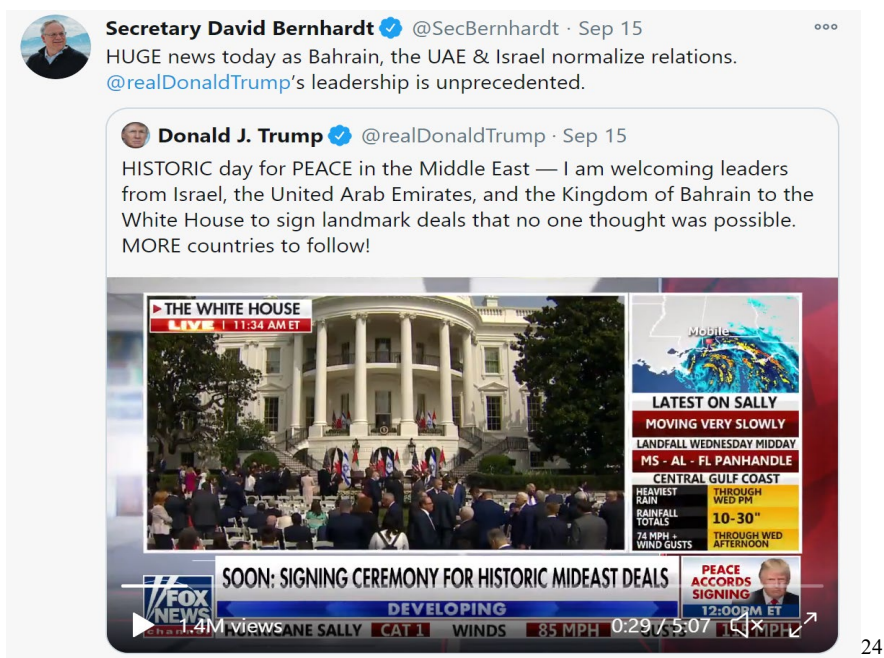 Secretary David Bernhardt @SecBernhardt · Sep 15
HUGE news today as Bahrain, the UAE & Israel normalize relations.
@realDonaldTrump's leadership is unprecedented.
Donald J. Trump @realDonaldTrump · Sep 15
HISTORIC day for PEACE in the Middle East — I am welcoming leaders
from Israel, the United Arab Emirates, and the Kingdom of Bahrain to the
White House to sign landmark deals that no one thought was possible.
MORE countries to follow!
THE WHITE HOUSE
LIVE | 11:34 AM ET
Mobile
LATEST ON SALLY
MOVING VERY SLOWLY
LANDFALL WEDNESDAY MIDDAY
MS - AL - FL PANHANDLE
CENTRAL GULF COAST
HEAVIEST RAIN THROUGH WED PM
RAINFALL TOTALS 10-30"
74 MPH + WIND GUSTS THROUGH WED AFTERNOON
SOON: SIGNING CEREMONY FOR HISTORIC MIDEAST DEALS
DEVELOPING
PEACE
ACCORDS
SIGNING
12:00PM ET
FOX
NEWS
channel
1.4M views
0:29 / 5:07
HURRICANE SALLY CAT 1 WINDS 85 MPH
MPH
24